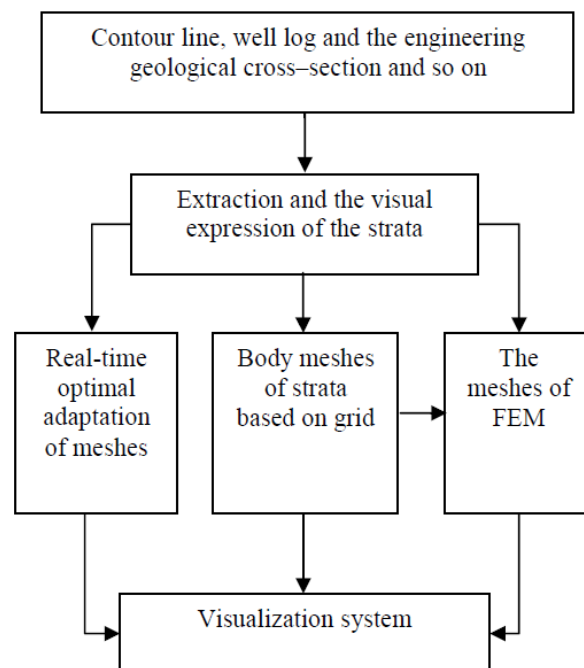 Contour line, well log and the engineering
geological cross–section and so on
Extraction and the visual
expression of the strata
Real-time
optimal
adaptation
of meshes
Body meshes
of strata
based on grid
The
meshes of
FEM
Visualization system